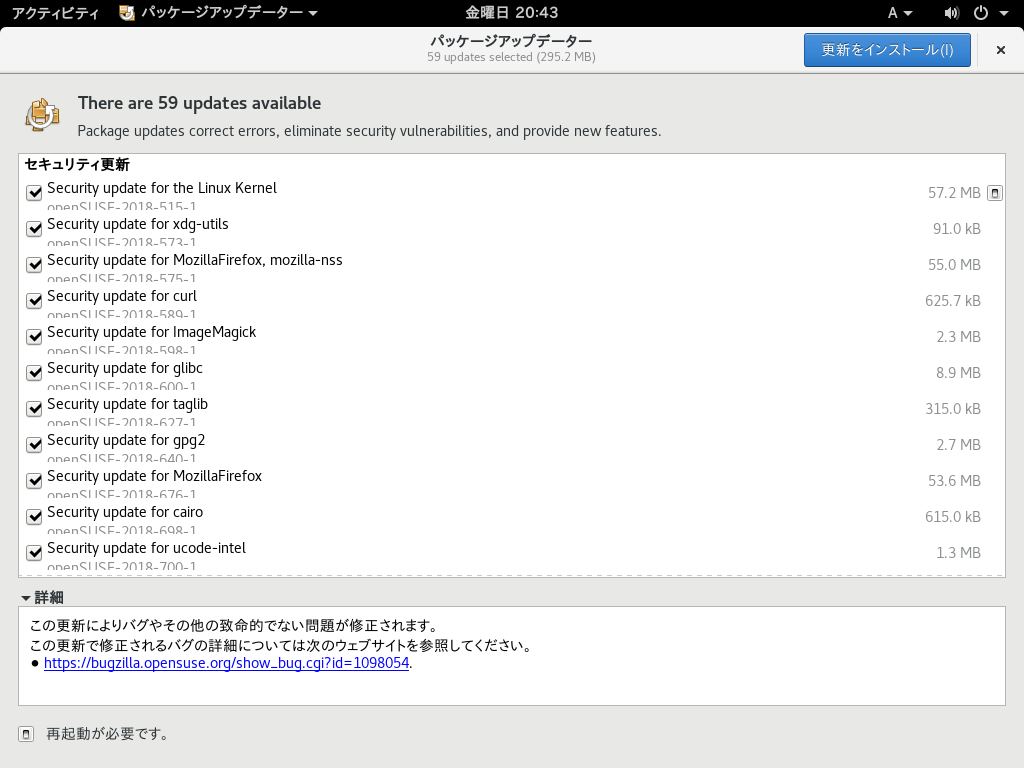 アクティビティ パッケージアップデーター 金曜日 20:43 A
パッケージアップデーター
59 updates selected (295.2 MB)
更新をインストール(I)
There are 59 updates available
Package updates correct errors, eliminate security vulnerabilities, and provide new features.
セキュリティ更新
Security update for the Linux Kernel 57.2 MB
openSUSE-2018-515-1
Security update for xdg-utils 91.0 kB
openSUSE-2018-573-1
Security update for MozillaFirefox, mozilla-nss 55.0 MB
openSUSE-2018-575-1
Security update for curl 625.7 kB
openSUSE-2018-589-1
Security update for ImageMagick 2.3 MB
openSUSE-2018-598-1
Security update for glibc 8.9 MB
openSUSE-2018-600-1
Security update for taglib 315.0 kB
openSUSE-2018-627-1
Security update for gpg2 2.7 MB
openSUSE-2018-640-1
Security update for MozillaFirefox 53.6 MB
openSUSE-2018-676-1
Security update for cairo 615.0 kB
openSUSE-2018-698-1
Security update for ucode-intel 1.3 MB
openSUSE-2018-700-1
詳細
この更新によりバグやその他の致命的でない問題が修正されます。
この更新で修正されるバグの詳細については次のウェブサイトを参照してください。
● https://bugzilla.opensuse.org/show_bug.cgi?id=1098054.
再起動が必要です。